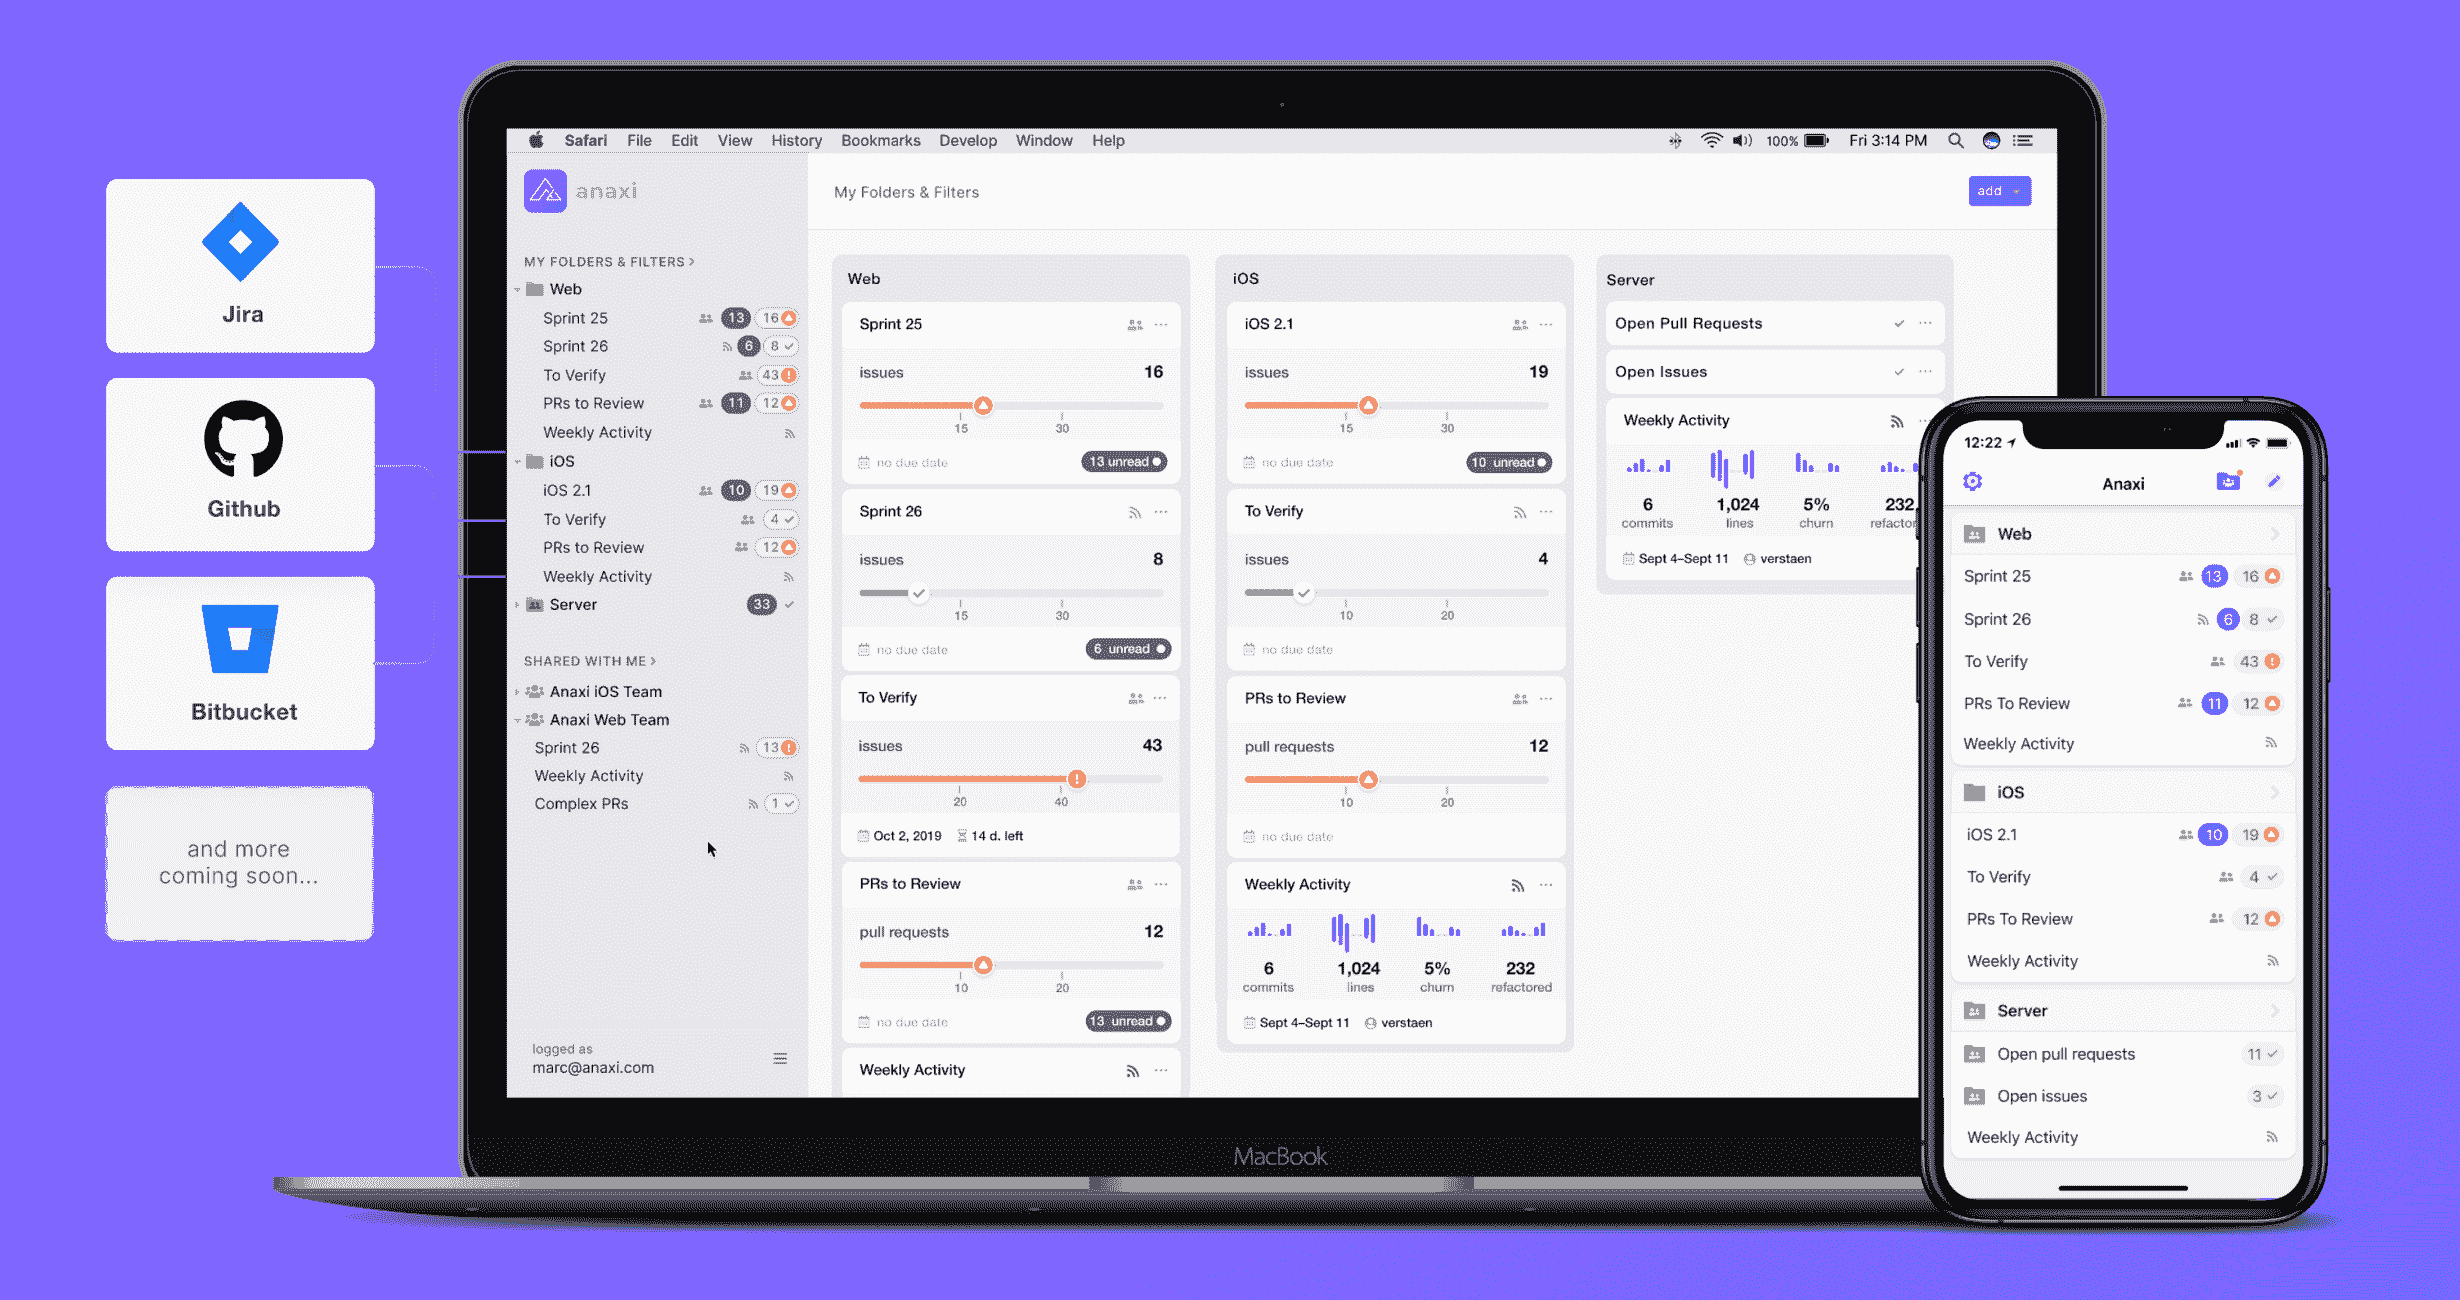 Jira
Github
Bitbucket
and more
coming soon...
Safari File Edit View History Bookmarks Develop Window Help
100% Fri 3:14 PM
anaxi
MY FOLDERS & FILTERS >
Web
Sprint 25 13 16
Sprint 26 6 8
To Verify 43
PRs to Review 11 12
Weekly Activity
iOS
iOS 2.1 10 19
To Verify 4
PRs to Review 12
Weekly Activity
Server 33
SHARED WITH ME >
Anaxi iOS Team
Anaxi Web Team
Sprint 26 13
Weekly Activity
Complex PRs 1
logged as
marc@anaxi.com
My Folders & Filters
add
Web
Sprint 25
issues 16
15 30
no due date 13 unread
Sprint 26
issues 8
15 30
no due date 6 unread
To Verify
issues 43
20 40
Oct 2, 2019 14 d. left
PRs to Review
pull requests 12
10 20
no due date 13 unread
Weekly Activity
iOS
iOS 2.1
issues 19
15 30
no due date 10 unread
To Verify
issues 4
10 20
no due date
PRs to Review
pull requests 12
10 20
no due date
Weekly Activity
6 1,024 5% 232
commits lines churn refactored
Sept 4–Sept 11 verstaen
Server
Open Pull Requests
Open Issues
Weekly Activity
6 1,024 5% 232
commits lines churn refactor
Sept 4–Sept 11 verstaen
MacBook
12:22
Anaxi
Web
Sprint 25 13 16
Sprint 26 6 8
To Verify 43
PRs To Review 11 12
Weekly Activity
iOS
iOS 2.1 10 19
To Verify 4
PRs To Review 12
Weekly Activity
Server
Open pull requests 11
Open issues 3
Weekly Activity